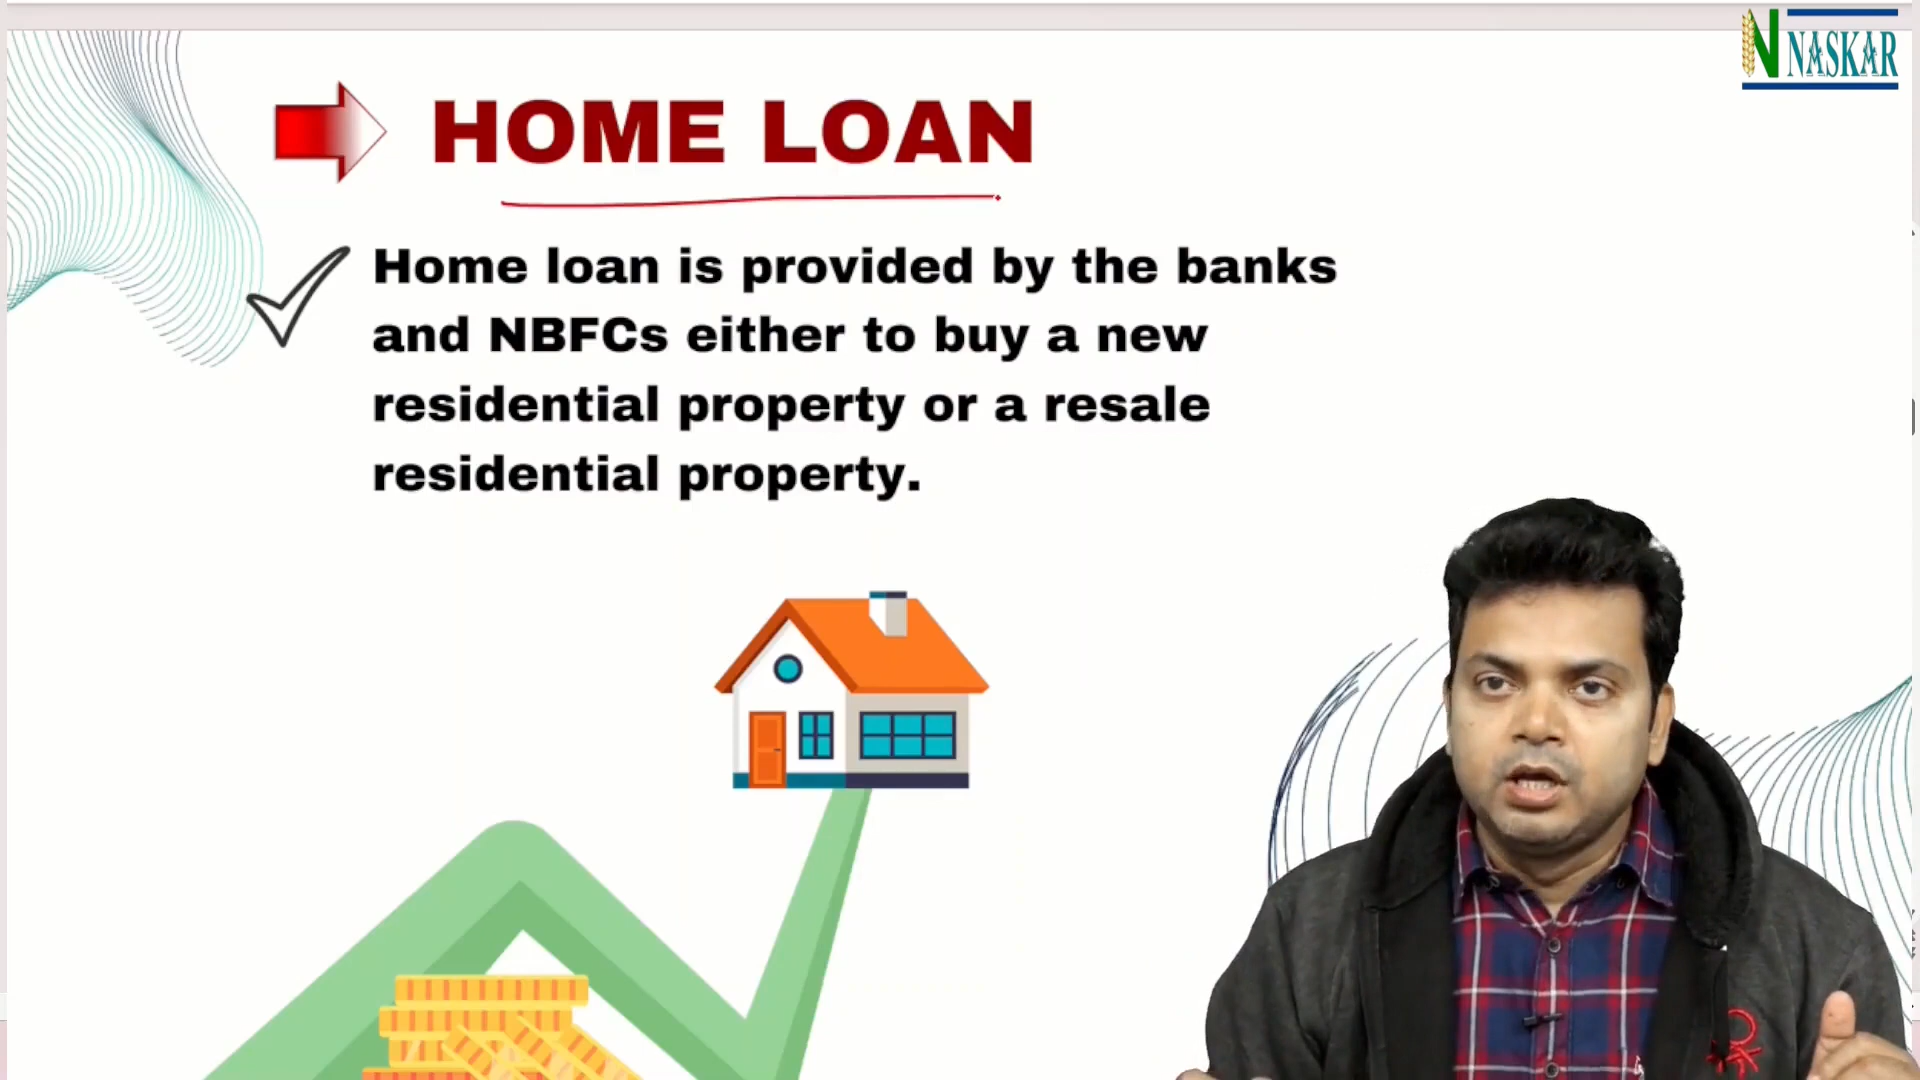 N NASKAR
HOME LOAN
Home loan is provided by the banks
and NBFCs either to buy a new
residential property or a resale
residential property.